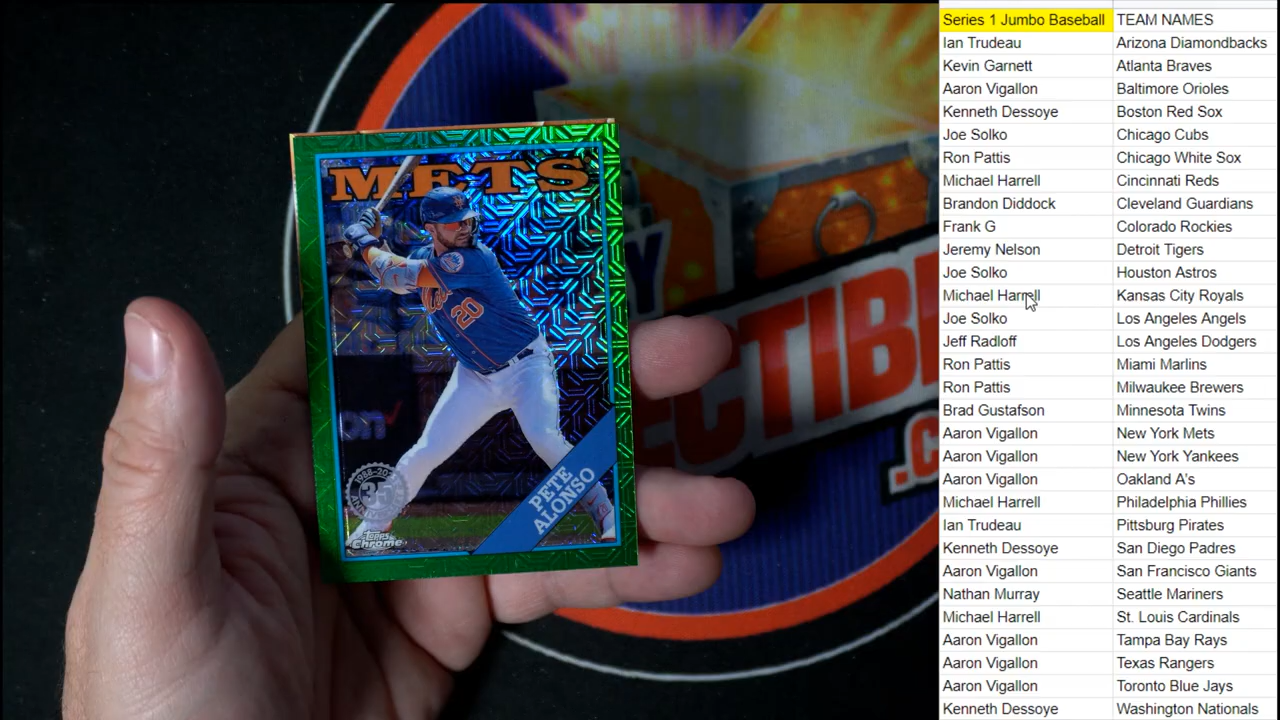 METS
20
PETE
ALONSO
1988-20
35
Topps
Chrome
Series 1 Jumbo Baseball TEAM NAMES
Ian Trudeau Arizona Diamondbacks
Kevin Garnett Atlanta Braves
Aaron Vigallon Baltimore Orioles
Kenneth Dessoye Boston Red Sox
Joe Solko Chicago Cubs
Ron Pattis Chicago White Sox
Michael Harrell Cincinnati Reds
Brandon Diddock Cleveland Guardians
Frank G Colorado Rockies
Jeremy Nelson Detroit Tigers
Joe Solko Houston Astros
Michael Harrell Kansas City Royals
Joe Solko Los Angeles Angels
Jeff Radloff Los Angeles Dodgers
Ron Pattis Miami Marlins
Ron Pattis Milwaukee Brewers
Brad Gustafson Minnesota Twins
Aaron Vigallon New York Mets
Aaron Vigallon New York Yankees
Aaron Vigallon Oakland A's
Michael Harrell Philadelphia Phillies
Ian Trudeau Pittsburg Pirates
Kenneth Dessoye San Diego Padres
Aaron Vigallon San Francisco Giants
Nathan Murray Seattle Mariners
Michael Harrell St. Louis Cardinals
Aaron Vigallon Tampa Bay Rays
Aaron Vigallon Texas Rangers
Aaron Vigallon Toronto Blue Jays
Kenneth Dessoye Washington Nationals